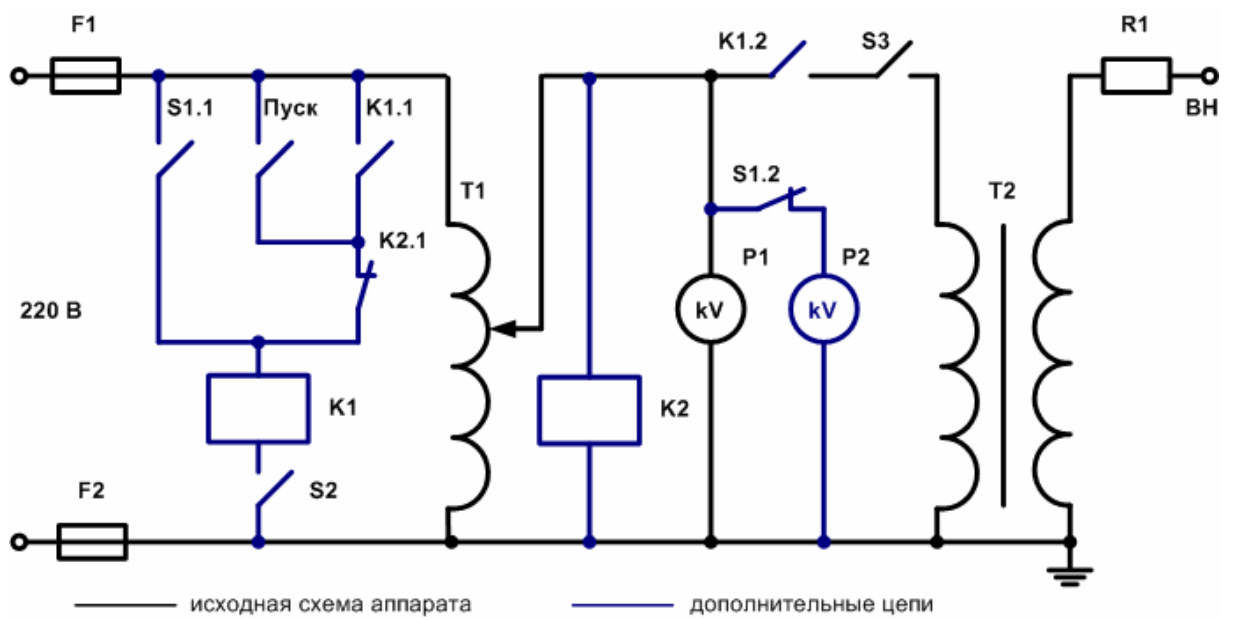 F1
K1.2
S3
R1
S1.1
Пуск
K1.1
ВН
T1
S1.2
T2
K2.1
P1
P2
220 В
kV
kV
K1
K2
F2
S2
исходная схема аппарата
дополнительные цепи